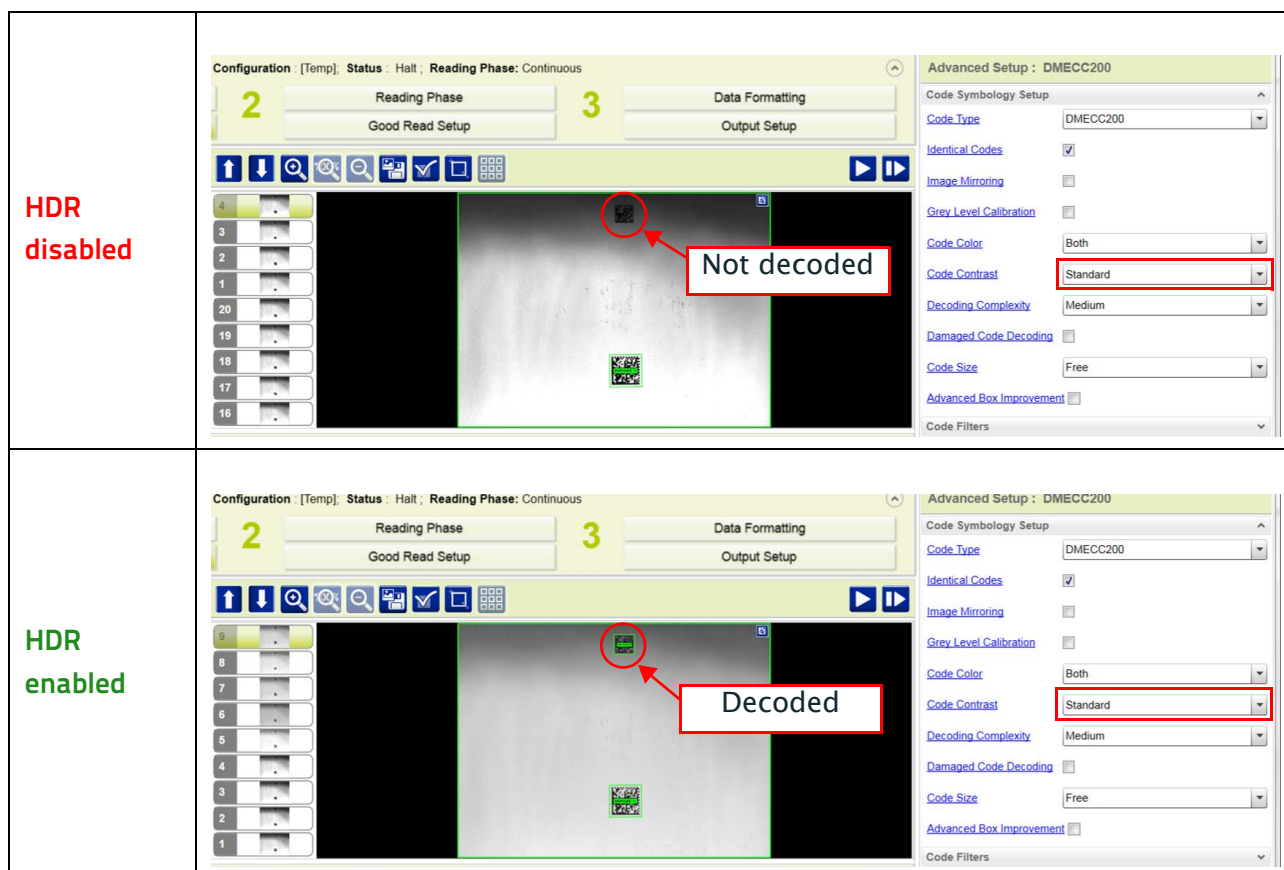 HDR
disabled
Configuration : [Temp]; Status : Halt ; Reading Phase: Continuous
2
Reading Phase
Good Read Setup
3
Data Formatting
Output Setup
4
3
2
1
20
19
18
17
16
Not decoded
Advanced Setup : DMECC200
Code Symbology Setup
Code Type DMECC200
Identical Codes
Image Mirroring
Grey Level Calibration
Code Color Both
Code Contrast Standard
Decoding Complexity Medium
Damaged Code Decoding
Code Size Free
Advanced Box Improvement
Code Filters
HDR
enabled
Configuration : [Temp]; Status : Halt ; Reading Phase: Continuous
2
Reading Phase
Good Read Setup
3
Data Formatting
Output Setup
9
8
7
6
5
4
3
2
1
Decoded
Advanced Setup : DMECC200
Code Symbology Setup
Code Type DMECC200
Identical Codes
Image Mirroring
Grey Level Calibration
Code Color Both
Code Contrast Standard
Decoding Complexity Medium
Damaged Code Decoding
Code Size Free
Advanced Box Improvement
Code Filters